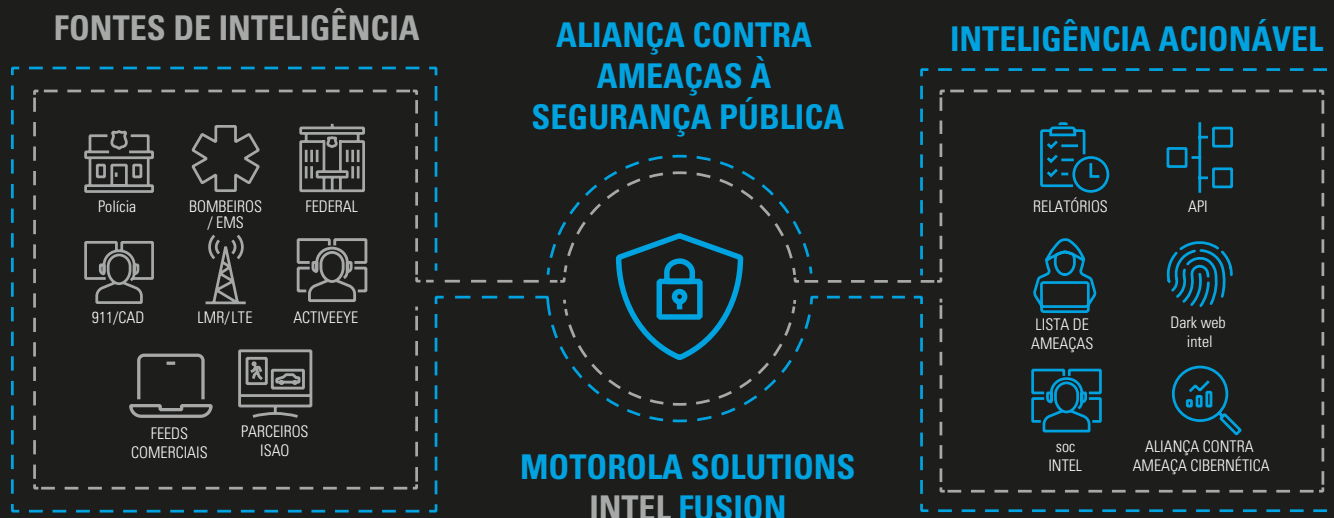 FONTES DE INTELIGÊNCIA
Polícia
BOMBEIROS
/ EMS
FEDERAL
911/CAD
LMR/LTE
ACTIVEEYE
FEEDS
COMERCIAIS
PARCEIROS
ISAO
ALIANÇA CONTRA
AMEAÇAS À
SEGURANÇA PÚBLICA
MOTOROLA SOLUTIONS
INTEL FUSION
INTELIGÊNCIA ACIONÁVEL
RELATÓRIOS
API
LISTA DE
AMEAÇAS
Dark web
intel
soc
INTEL
ALIANÇA CONTRA
AMEAÇA CIBERNÉTICA